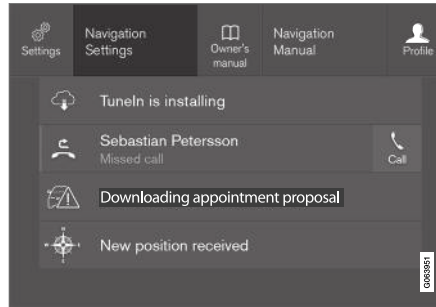 Settings
Navigation
Settings
Owner's
manual
Navigation
Manual
Profile
TuneIn is installing
Sebastian Petersson
Missed call
Call
Downloading appointment proposal
New position received
G063951